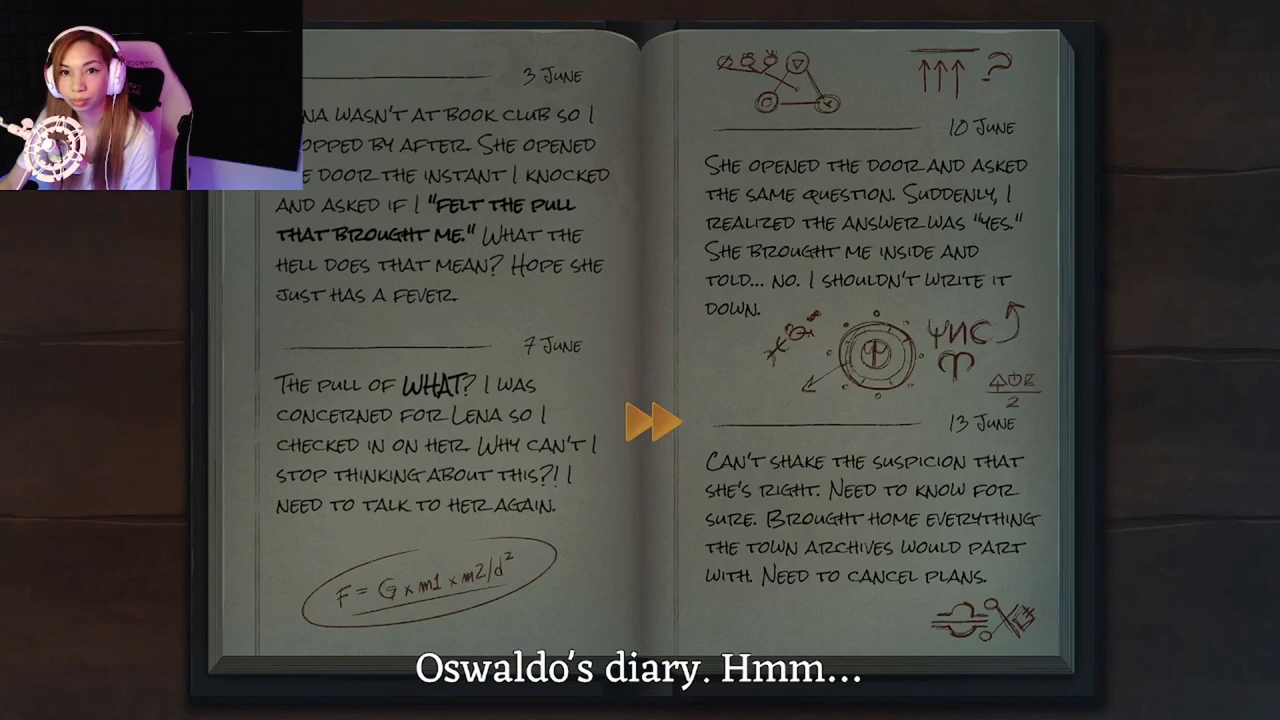 3 JUNE
NA WASN'T AT BOOK CLUB SO I
OPPED BY AFTER. SHE OPENED
E DOOR THE INSTANT I KNOCKED
AND ASKED IF I "FELT THE PULL
THAT BROUGHT ME." WHAT THE
HELL DOES THAT MEAN? HOPE SHE
JUST HAS A FEVER.
7 JUNE
THE PULL OF WHAT? I WAS
CONCERNED FOR LENA SO I
CHECKED IN ON HER. WHY CAN'T I
STOP THINKING ABOUT THIS?! I
NEED TO TALK TO HER AGAIN.
F = G x m1 x m2/d²
?
10 JUNE
SHE OPENED THE DOOR AND ASKED
THE SAME QUESTION. SUDDENLY, I
REALIZED THE ANSWER WAS "YES."
SHE BROUGHT ME INSIDE AND
TOLD... NO. I SHOULDN'T WRITE IT
DOWN.
2
13 JUNE
CAN'T SHAKE THE SUSPICION THAT
SHE'S RIGHT. NEED TO KNOW FOR
SURE. BROUGHT HOME EVERYTHING
THE TOWN ARCHIVES WOULD PART
WITH. NEED TO CANCEL PLANS.
Oswaldo's diary. Hmm...